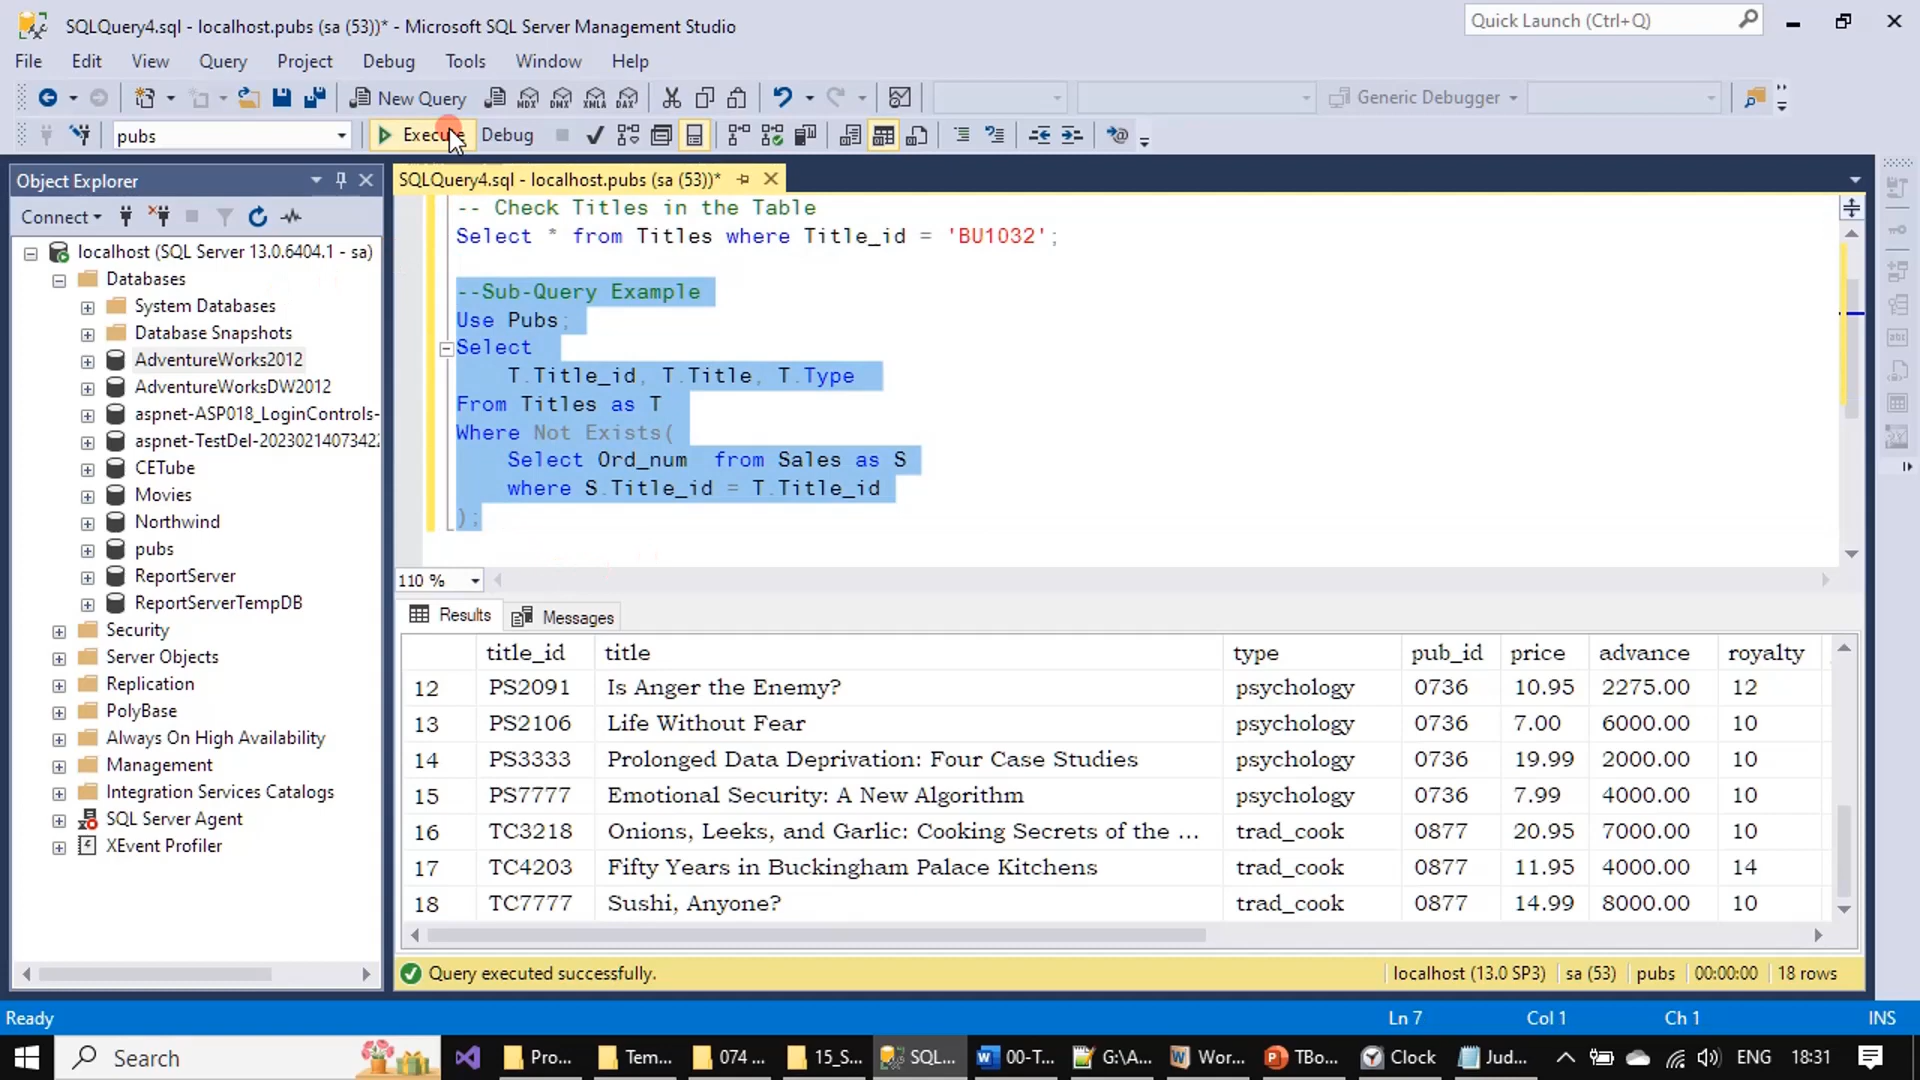 SQLQuery4.sql - localhost.pubs (sa (53))* - Microsoft SQL Server Management Studio
Quick Launch (Ctrl+Q)
File Edit View Query Project Debug Tools Window Help
New Query
MDX DMX XMLA DAX
Generic Debugger
pubs
Execute Debug
Object Explorer
Connect
localhost (SQL Server 13.0.6404.1 - sa)
Databases
System Databases
Database Snapshots
AdventureWorks2012
AdventureWorksDW2012
aspnet-ASP018_LoginControls-
aspnet-TestDel-2023021407342
CETube
Movies
Northwind
pubs
ReportServer
ReportServerTempDB
Security
Server Objects
Replication
PolyBase
Always On High Availability
Management
Integration Services Catalogs
SQL Server Agent
XEvent Profiler
SQLQuery4.sql - localhost.pubs (sa (53))*
-- Check Titles in the Table
Select * from Titles where Title_id = 'BU1032';
--Sub-Query Example
Use Pubs;
Select
T.Title_id, T.Title, T.Type
From Titles as T
Where Not Exists(
Select Ord_num from Sales as S
where S.Title_id = T.Title_id
);
110 %
Results Messages
title_id title type pub_id price advance royalty
12 PS2091 Is Anger the Enemy? psychology 0736 10.95 2275.00 12
13 PS2106 Life Without Fear psychology 0736 7.00 6000.00 10
14 PS3333 Prolonged Data Deprivation: Four Case Studies psychology 0736 19.99 2000.00 10
15 PS7777 Emotional Security: A New Algorithm psychology 0736 7.99 4000.00 10
16 TC3218 Onions, Leeks, and Garlic: Cooking Secrets of the ... trad_cook 0877 20.95 7000.00 10
17 TC4203 Fifty Years in Buckingham Palace Kitchens trad_cook 0877 11.95 4000.00 14
18 TC7777 Sushi, Anyone? trad_cook 0877 14.99 8000.00 10
Query executed successfully.
localhost (13.0 SP3) sa (53) pubs 00:00:00 18 rows
Ready
Ln 7 Col 1 Ch 1 INS
Search
Pro... Tem... 074 ... 15_S... SQL... 00-T... G:\A... Wor... TBo... Clock Jud... ENG 18:31